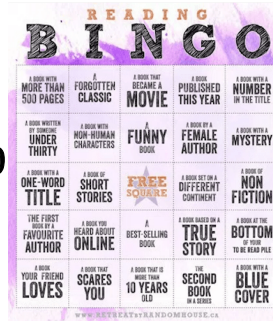 READING
BINGO
A BOOK WITH
MORE THAN
500 PAGES
A
FORGOTTEN
CLASSIC
A BOOK THAT
BECAME A
MOVIE
A BOOK
PUBLISHED
THIS YEAR
A BOOK WITH A
NUMBER
IN THE TITLE
A BOOK WRITTEN
BY SOMEONE
UNDER
THIRTY
A BOOK WITH
NON-HUMAN
CHARACTERS
A
FUNNY
BOOK
A BOOK BY A
FEMALE
AUTHOR
A BOOK WITH A
MYSTERY
A BOOK WITH A
ONE-WORD
TITLE
A BOOK OF
SHORT
STORIES
FREE
SQUARE
A BOOK SET ON A
DIFFERENT
CONTINENT
A BOOK OF
NON
FICTION
THE FIRST
BOOK BY A
FAVOURITE
AUTHOR
A BOOK YOU
HEARD ABOUT
ONLINE
A
BEST-SELLING
BOOK
A BOOK BASED ON A
TRUE
STORY
A BOOK AT THE
BOTTOM
OF YOUR
TO BE READ PILE
A BOOK
YOUR FRIEND
LOVES
A BOOK THAT
SCARES
YOU
A BOOK THAT IS
MORE THAN
10 YEARS
OLD
THE
SECOND
BOOK
IN A SERIES
A BOOK WITH A
BLUE
COVER
WWW.RETREATBYRANDOMHOUSE.CA